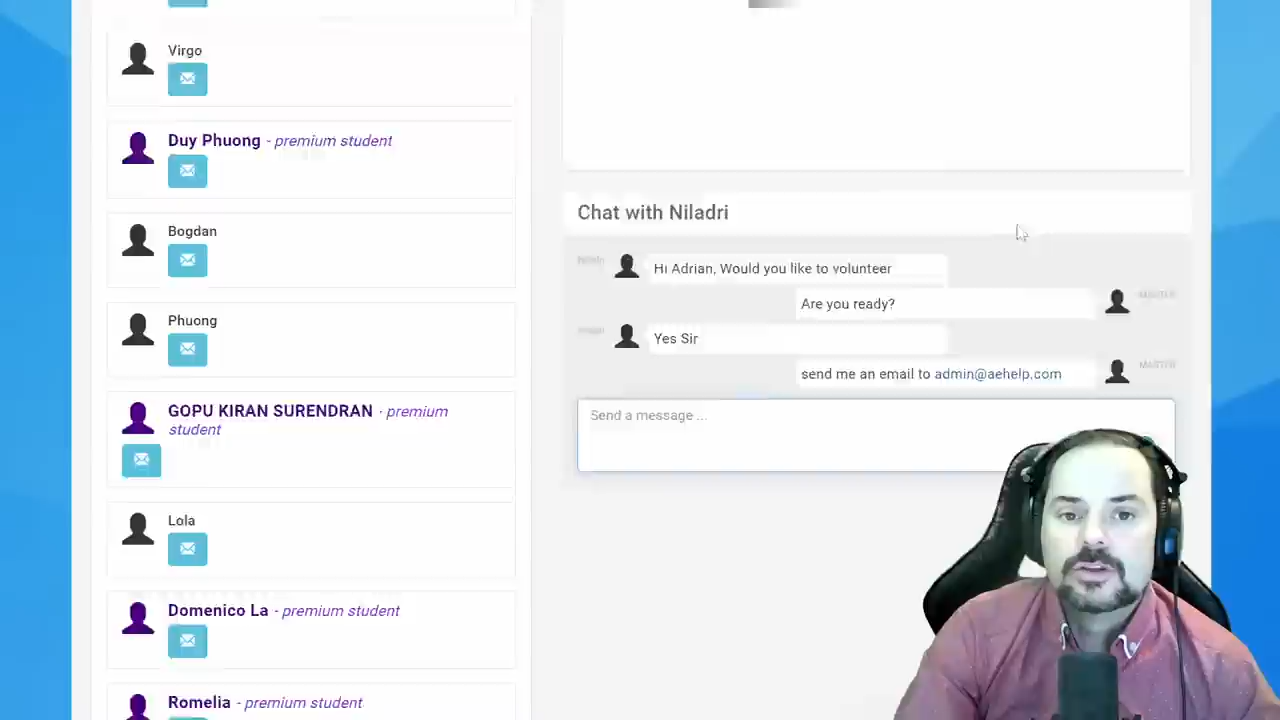 Virgo
Duy Phuong - premium student
Bogdan
Phuong
GOPU KIRAN SURENDRAN - premium
student
Lola
Domenico La - premium student
Romelia - premium student
Chat with Niladri
Hi Adrian, Would you like to volunteer
Are you ready?
MASTER
Yes Sir
send me an email to admin@aehelp.com
MASTER
Send a message ...